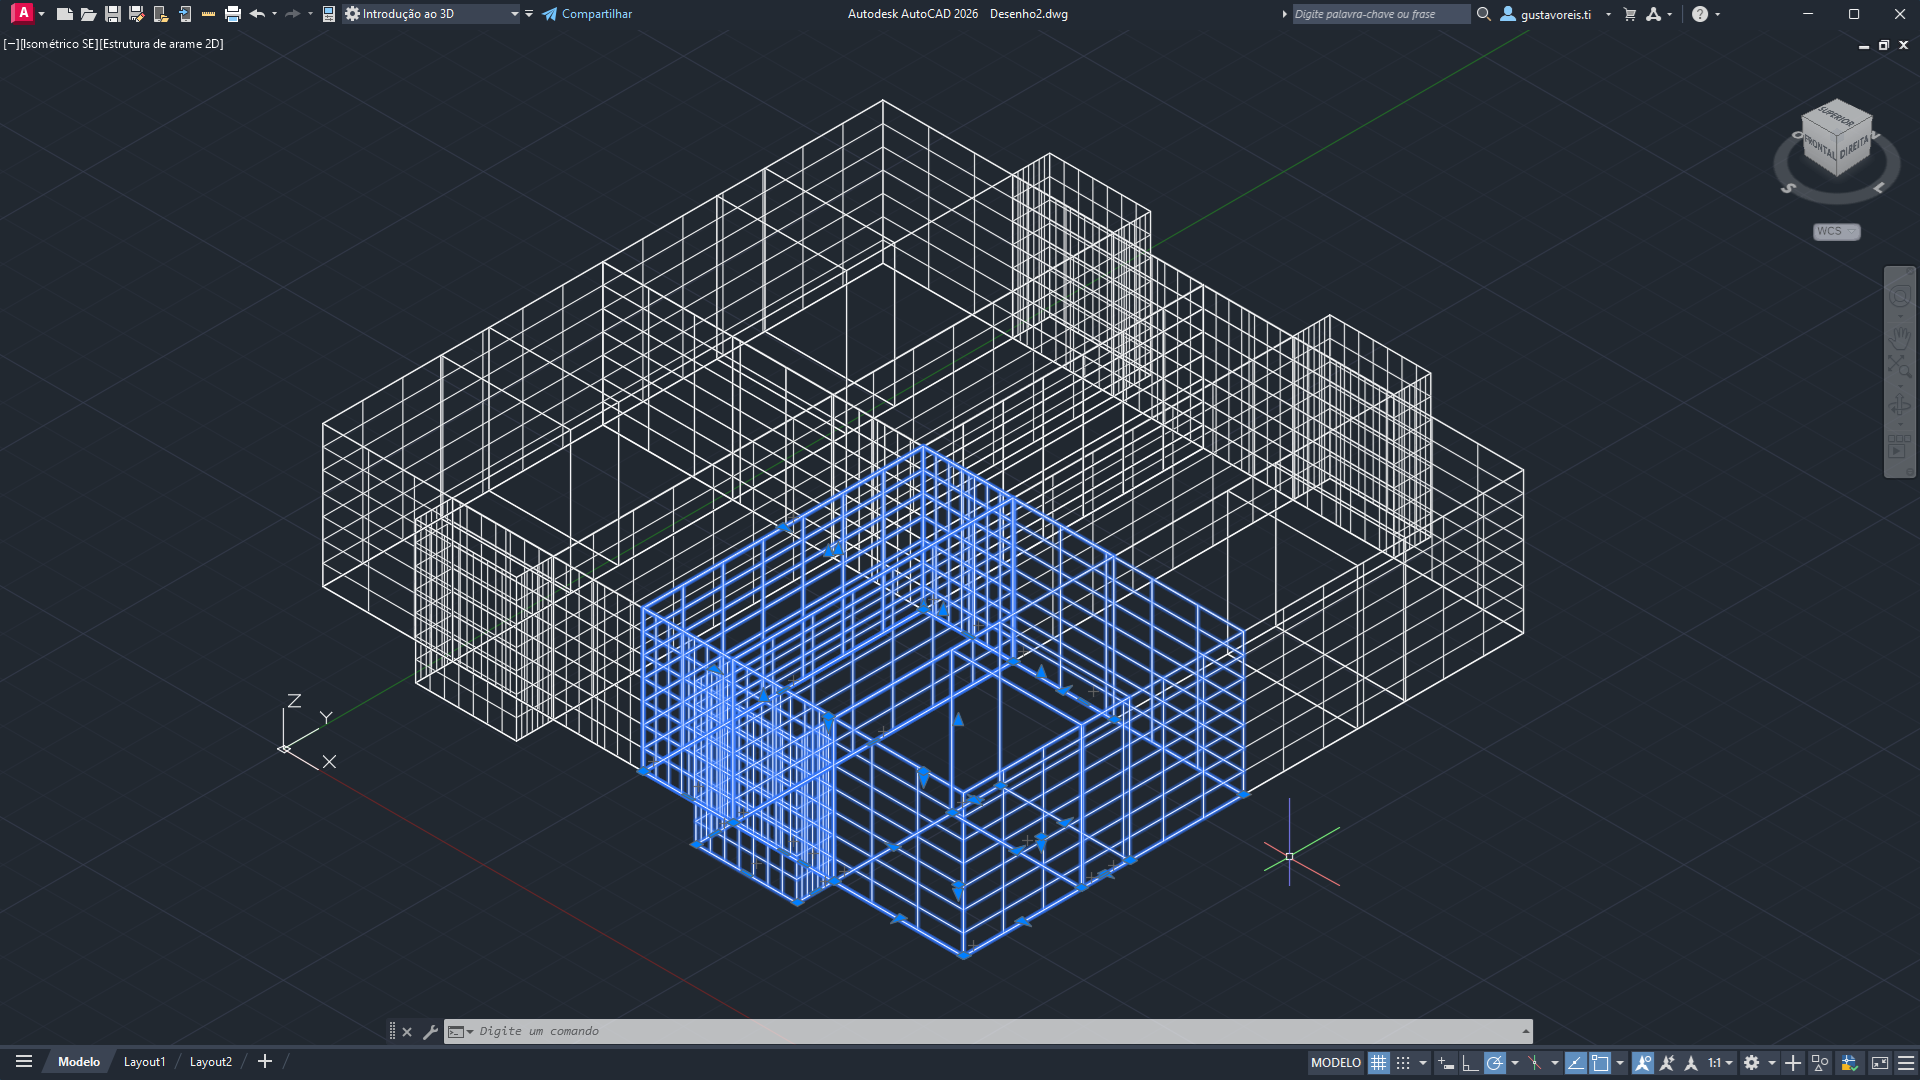 A
Introdução ao 3D
Compartilhar
Autodesk AutoCAD 2026 Desenho2.dwg
Digite palavra-chave ou frase
gustavoreis.ti
[−][Isométrico SE][Estrutura de arame 2D]
SUPERIOR
O
N
FRONTAL
DIREITA
S
L
WCS
Z
Y
X
Digite um comando
Modelo
Layout1
Layout2
MODELO
1:1